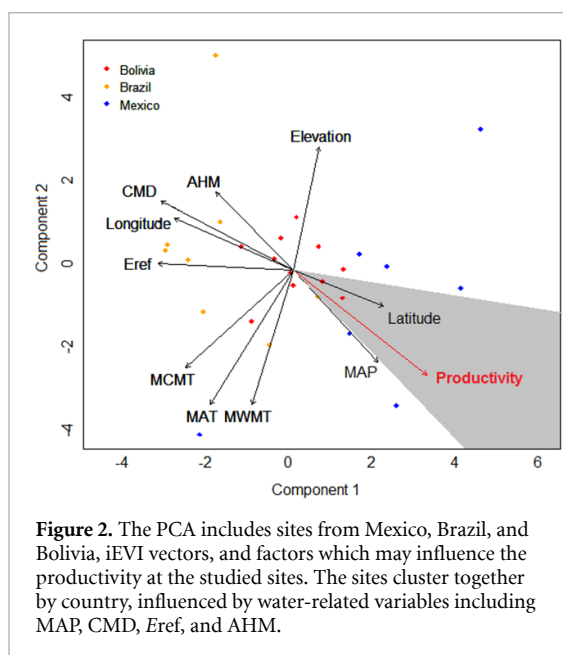 Bolivia
Brazil
Mexico
Elevation
AHM
CMD
Longitude
Eref
Latitude
MAP
Productivity
MCMT
MAT
MWMT
Component 2
4
2
0
-2
-4
-4
-2
0
2
4
6
Component 1
Figure 2. The PCA includes sites from Mexico, Brazil, and
Bolivia, iEVI vectors, and factors which may influence the
productivity at the studied sites. The sites cluster together
by country, influenced by water-related variables including
MAP, CMD, Eref, and AHM.